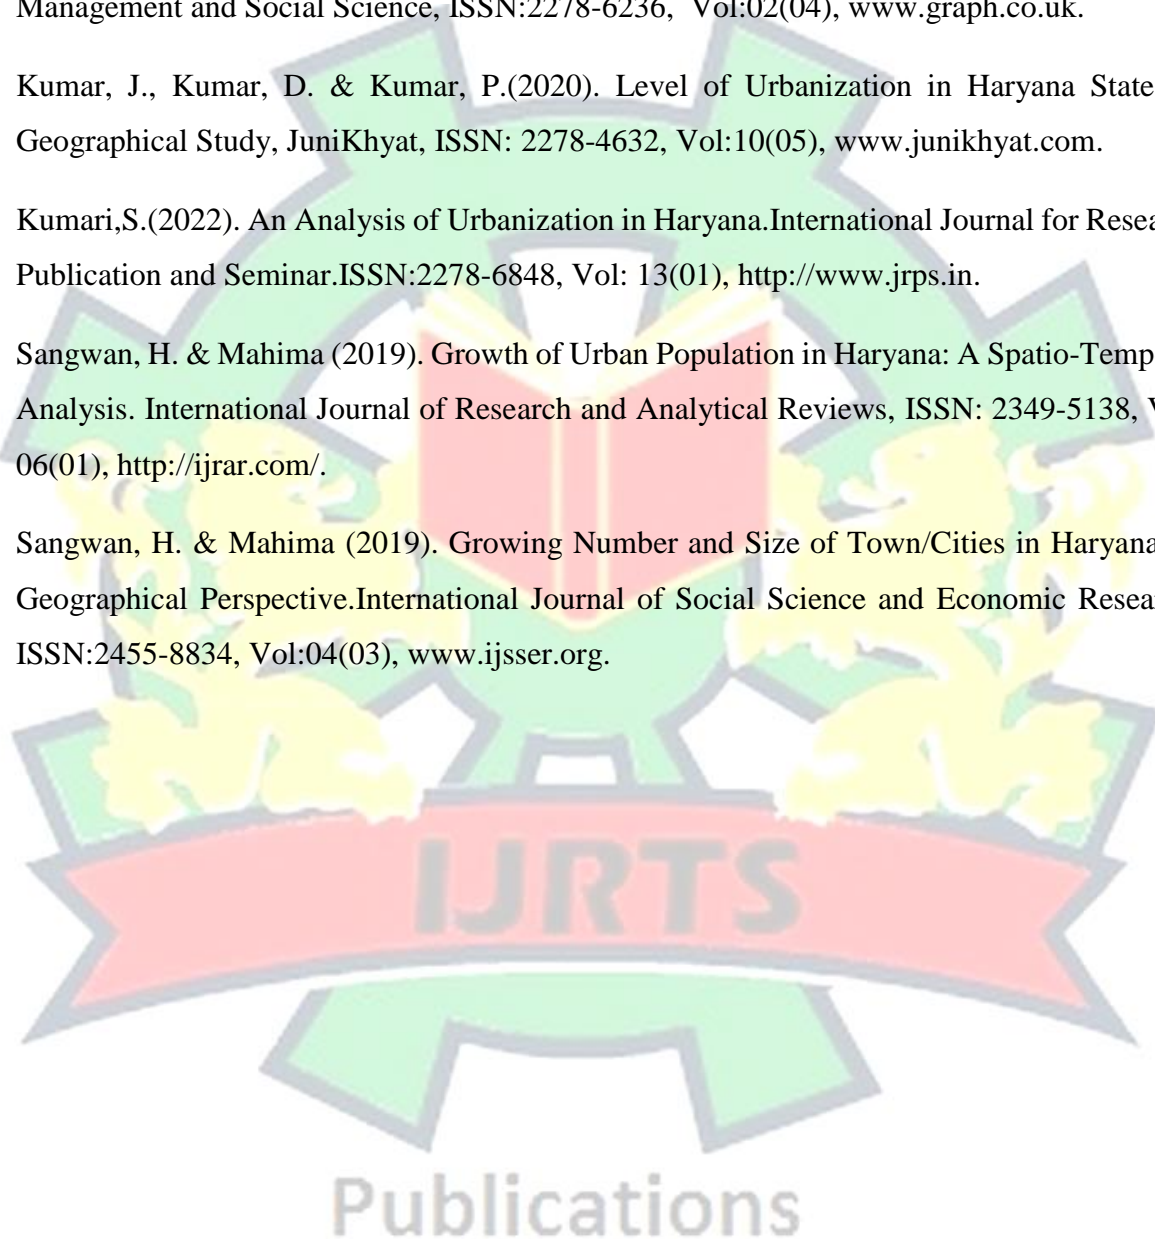 Management and Social Science, ISSN:2278-6236, Vol:02(04), www.graph.co.uk.
Kumar, J., Kumar, D. & Kumar, P.(2020). Level of Urbanization in Haryana State
Geographical Study, JuniKhyat, ISSN: 2278-4632, Vol:10(05), www.junikhyat.com.
Kumari,S.(2022). An Analysis of Urbanization in Haryana.International Journal for
Publication and Seminar.ISSN:2278-6848, Vol: 13(01), http://www.jrps.in.
Sangwan, H. & Mahima (2019). Growth of Urban Population in Haryana: A
Analysis. International Journal of Research and Analytical Reviews, ISSN: 2349-5138,
06(01), http://ijrar.com/.
Sangwan, H. & Mahima (2019). Growing Number and Size of Town/Cities in Haryana
Geographical Perspective.International Journal of Social Science and Economic
ISSN:2455-8834, Vol:04(03), www.ijsser.org.
IJRTS
Publications